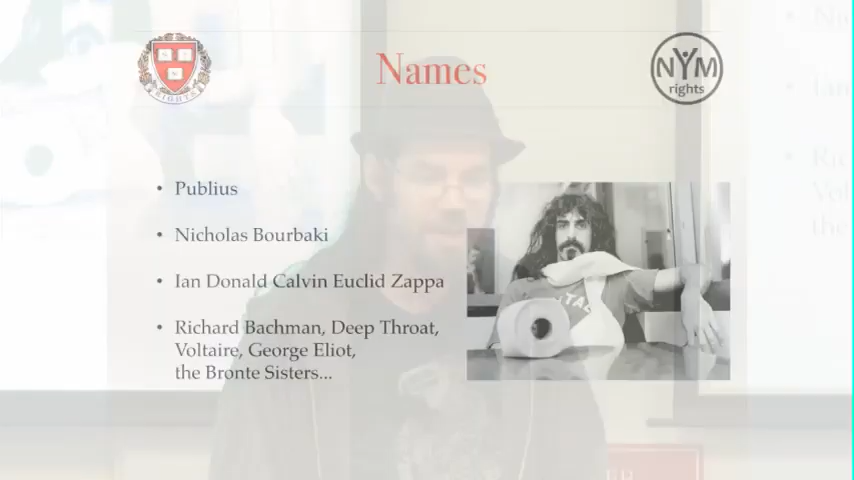 Names
NYM
rights
• Publius
• Nicholas Bourbaki
• Ian Donald Calvin Euclid Zappa
• Richard Bachman, Deep Throat,
Voltaire, George Eliot,
the Bronte Sisters...